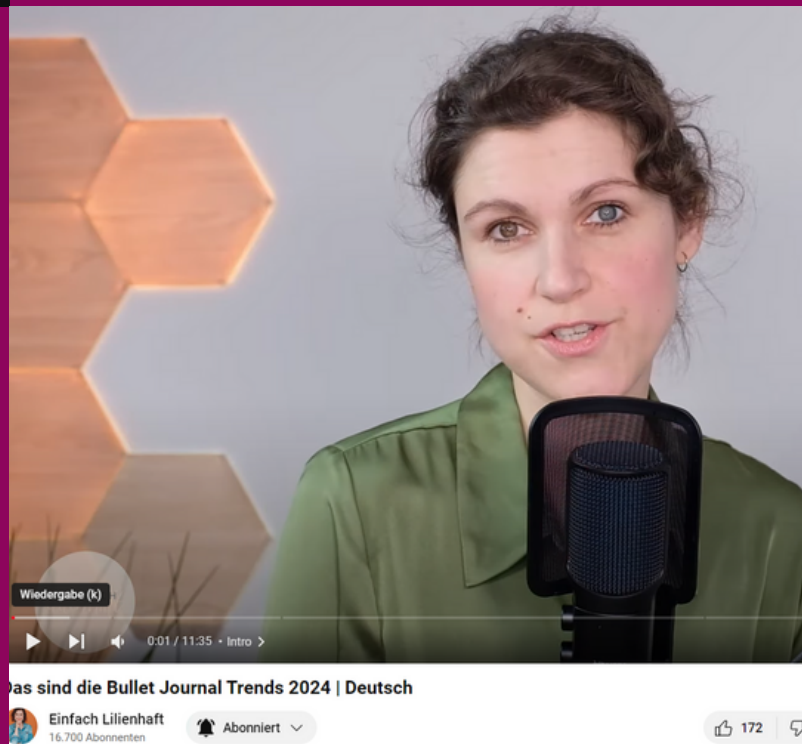 Wiedergabe (k)
0:01 / 11:35 • Intro
Das sind die Bullet Journal Trends 2024 | Deutsch
Einfach Lilienhaft
16.700 Abonnenten
Abonniert
172